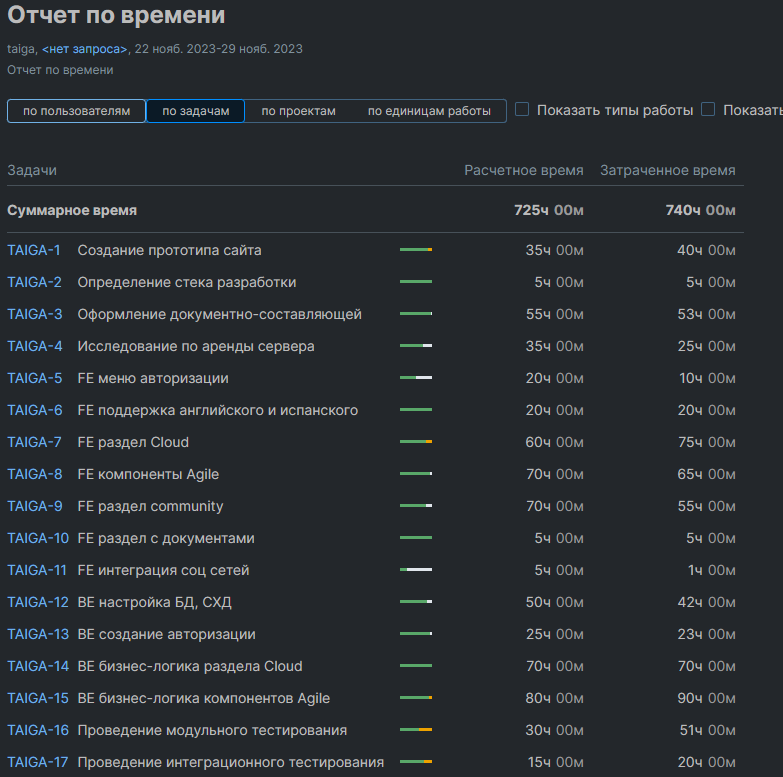 Отчет по времени
taiga, <нет запроса>, 22 нояб. 2023-29 нояб. 2023
Отчет по времени
по пользователям по задачам по проектам по единицам работы Показать типы работы Показать
Задачи Расчетное время Затраченное время
Суммарное время 725ч 00м 740ч 00м
TAIGA-1 Создание прототипа сайта 35ч 00м 40ч 00м
TAIGA-2 Определение стека разработки 5ч 00м 5ч 00м
TAIGA-3 Оформление документно-составляющей 55ч 00м 53ч 00м
TAIGA-4 Исследование по аренды сервера 35ч 00м 25ч 00м
TAIGA-5 FE меню авторизации 20ч 00м 10ч 00м
TAIGA-6 FE поддержка английского и испанского 20ч 00м 20ч 00м
TAIGA-7 FE раздел Cloud 60ч 00м 75ч 00м
TAIGA-8 FE компоненты Agile 70ч 00м 65ч 00м
TAIGA-9 FE раздел community 70ч 00м 55ч 00м
TAIGA-10 FE раздел с документами 5ч 00м 5ч 00м
TAIGA-11 FE интеграция соц сетей 5ч 00м 1ч 00м
TAIGA-12 BE настройка БД, СХД 50ч 00м 42ч 00м
TAIGA-13 BE создание авторизации 25ч 00м 23ч 00м
TAIGA-14 BE бизнес-логика раздела Cloud 70ч 00м 70ч 00м
TAIGA-15 BE бизнес-логика компонентов Agile 80ч 00м 90ч 00м
TAIGA-16 Проведение модульного тестирования 30ч 00м 51ч 00м
TAIGA-17 Проведение интеграционного тестирования 15ч 00м 20ч 00м